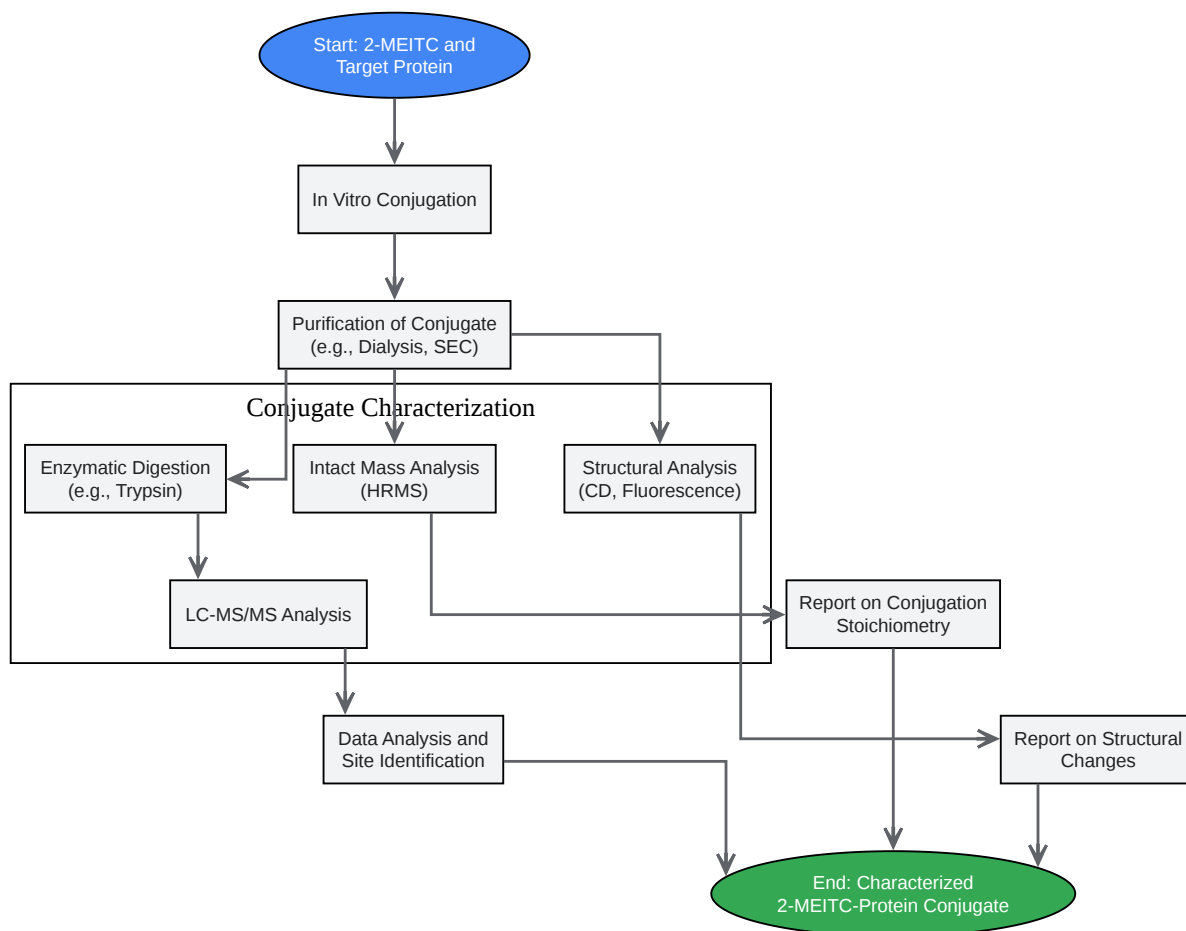 Start: 2-MEITC and
Target Protein
In Vitro Conjugation
Purification of Conjugate
(e.g., Dialysis, SEC)
Conjugate Characterization
Enzymatic Digestion
(e.g., Trypsin)
Intact Mass Analysis
(HRMS)
Structural Analysis
(CD, Fluorescence)
LC-MS/MS Analysis
Report on Conjugation
Stoichiometry
Data Analysis and
Site Identification
Report on Structural
Changes
End: Characterized
2-MEITC-Protein Conjugate